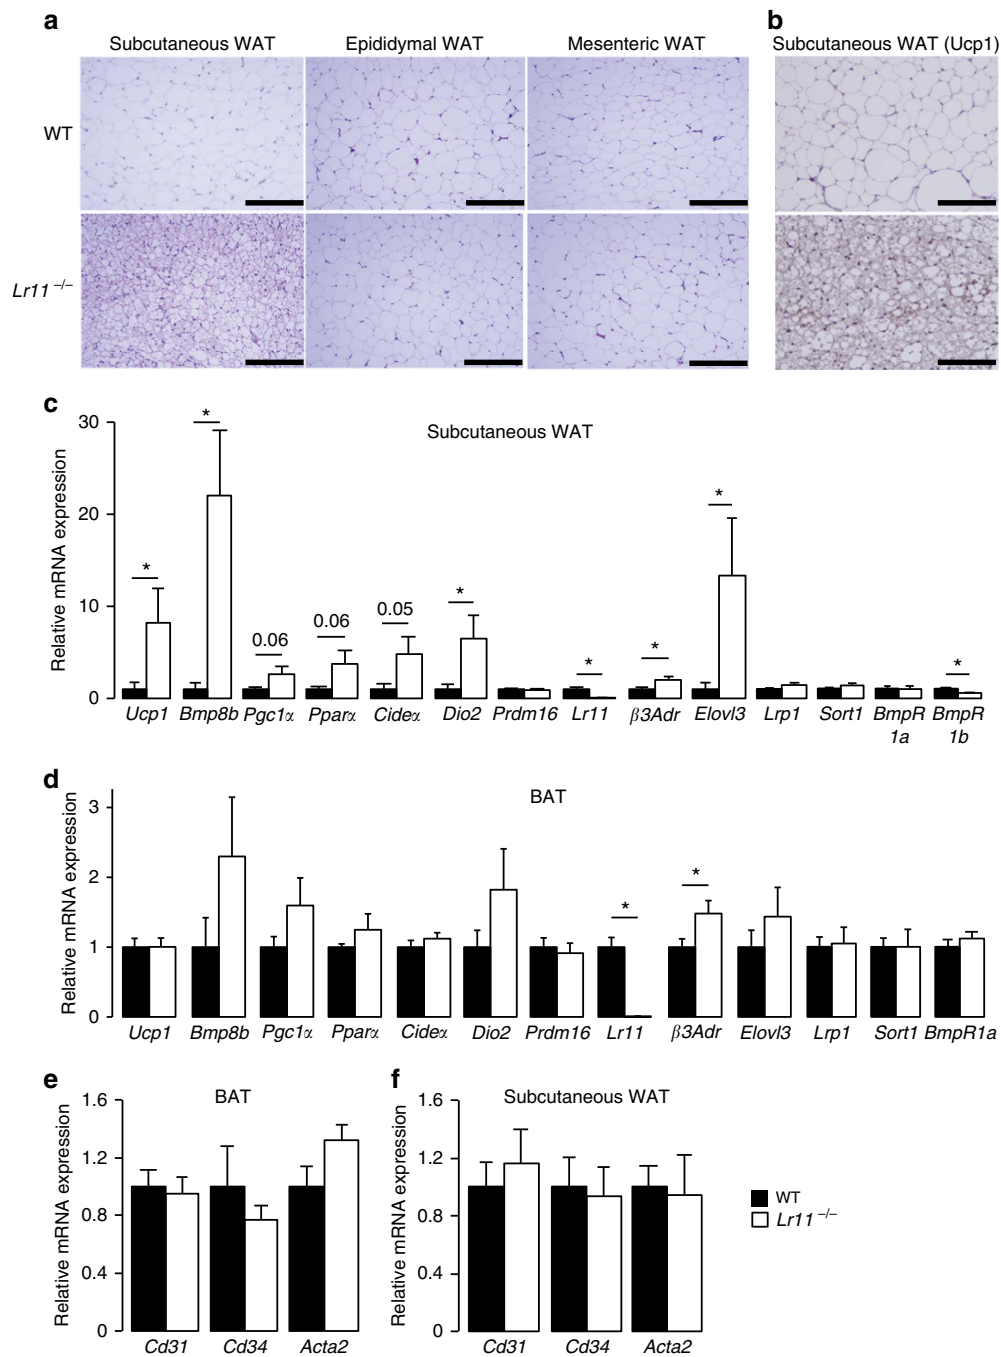 a
b
Subcutaneous WAT
Epididymal WAT
Mesenteric WAT
Subcutaneous WAT (Ucp1)
WT
Lr11 −/−
c
Subcutaneous WAT
Relative mRNA expression
30
20
10
0
*
*
0.06
0.06
0.05
*
*
*
*
*
Ucp1 Bmp8b Pgc1α Pparα Cideα Dio2 Prdm16 Lr11 β3Adr Elovl3 Lrp1 Sort1 BmpR 1a BmpR 1b
d
BAT
Relative mRNA expression
3
2
1
0
*
*
Ucp1 Bmp8b Pgc1α Pparα Cideα Dio2 Prdm16 Lr11 β3Adr Elovl3 Lrp1 Sort1 BmpR1a
e
BAT
Relative mRNA expression
1.6
1.2
0.8
0.4
0
Cd31 Cd34 Acta2
f
Subcutaneous WAT
Relative mRNA expression
1.6
1.2
0.8
0.4
0
Cd31 Cd34 Acta2
WT
Lr11 −/−